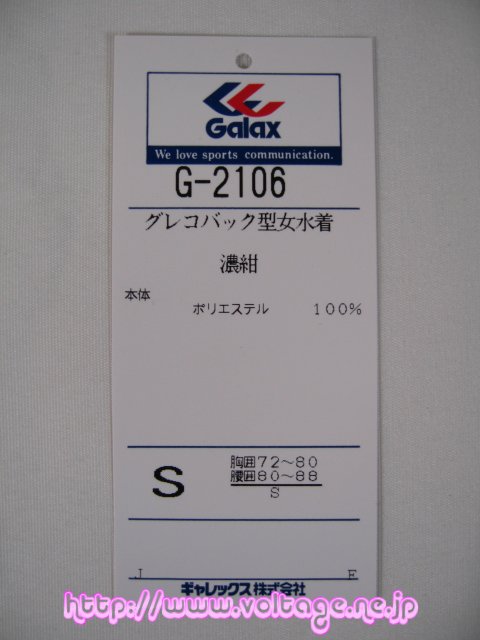 Galax
We love sports communication.
G-2106
グレコバック型女水着
濃紺
本体
ポリエステル 100%
S
胸囲72~80
腰囲80~88
S
J E
ギャレックス株式会社
http://www.voltage.nc.jp